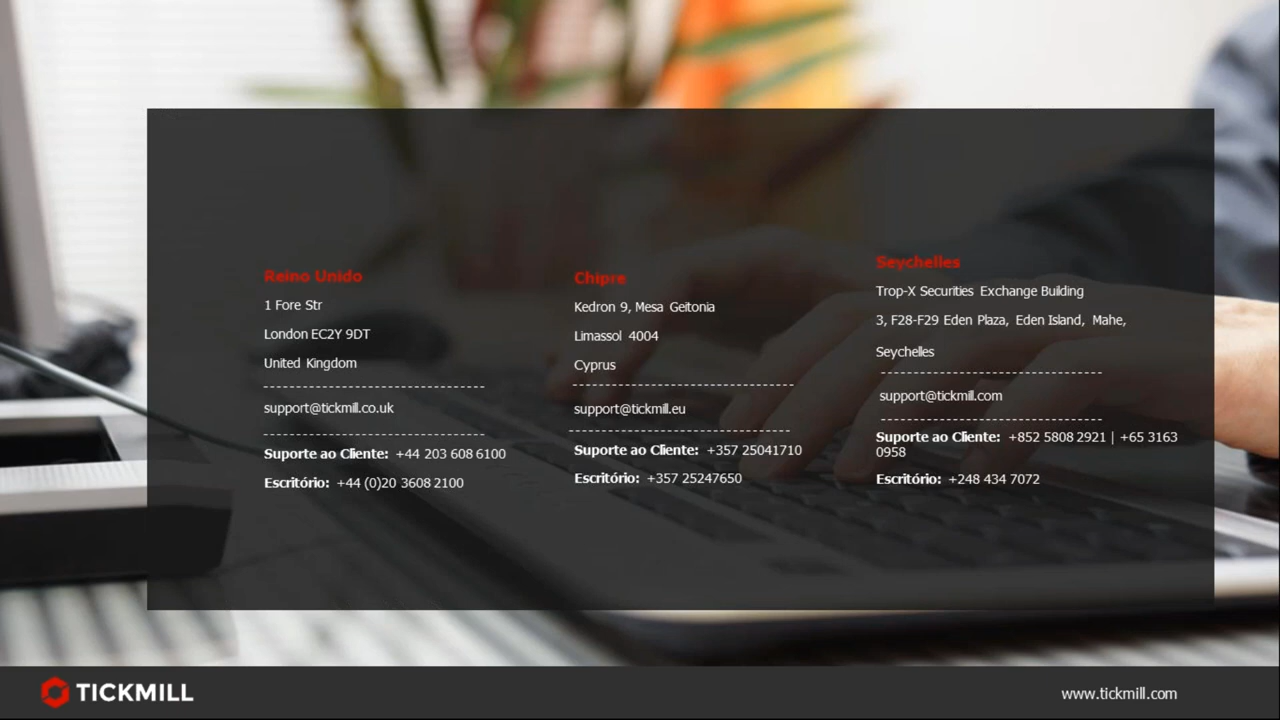 Reino Unido
1 Fore Str
London EC2Y 9DT
United Kingdom
support@tickmill.co.uk
Suporte ao Cliente: +44 203 608 6100
Escritório: +44 (0)20 3608 2100
Chipre
Kedron 9, Mesa Geitonia
Limassol 4004
Cyprus
support@tickmill.eu
Suporte ao Cliente: +357 25041710
Escritório: +357 25247650
Seychelles
Trop-X Securities Exchange Building
3, F28-F29 Eden Plaza, Eden Island, Mahe,
Seychelles
support@tickmill.com
Suporte ao Cliente: +852 5808 2921 | +65 3163
0958
Escritório: +248 434 7072
TICKMILL
www.tickmill.com